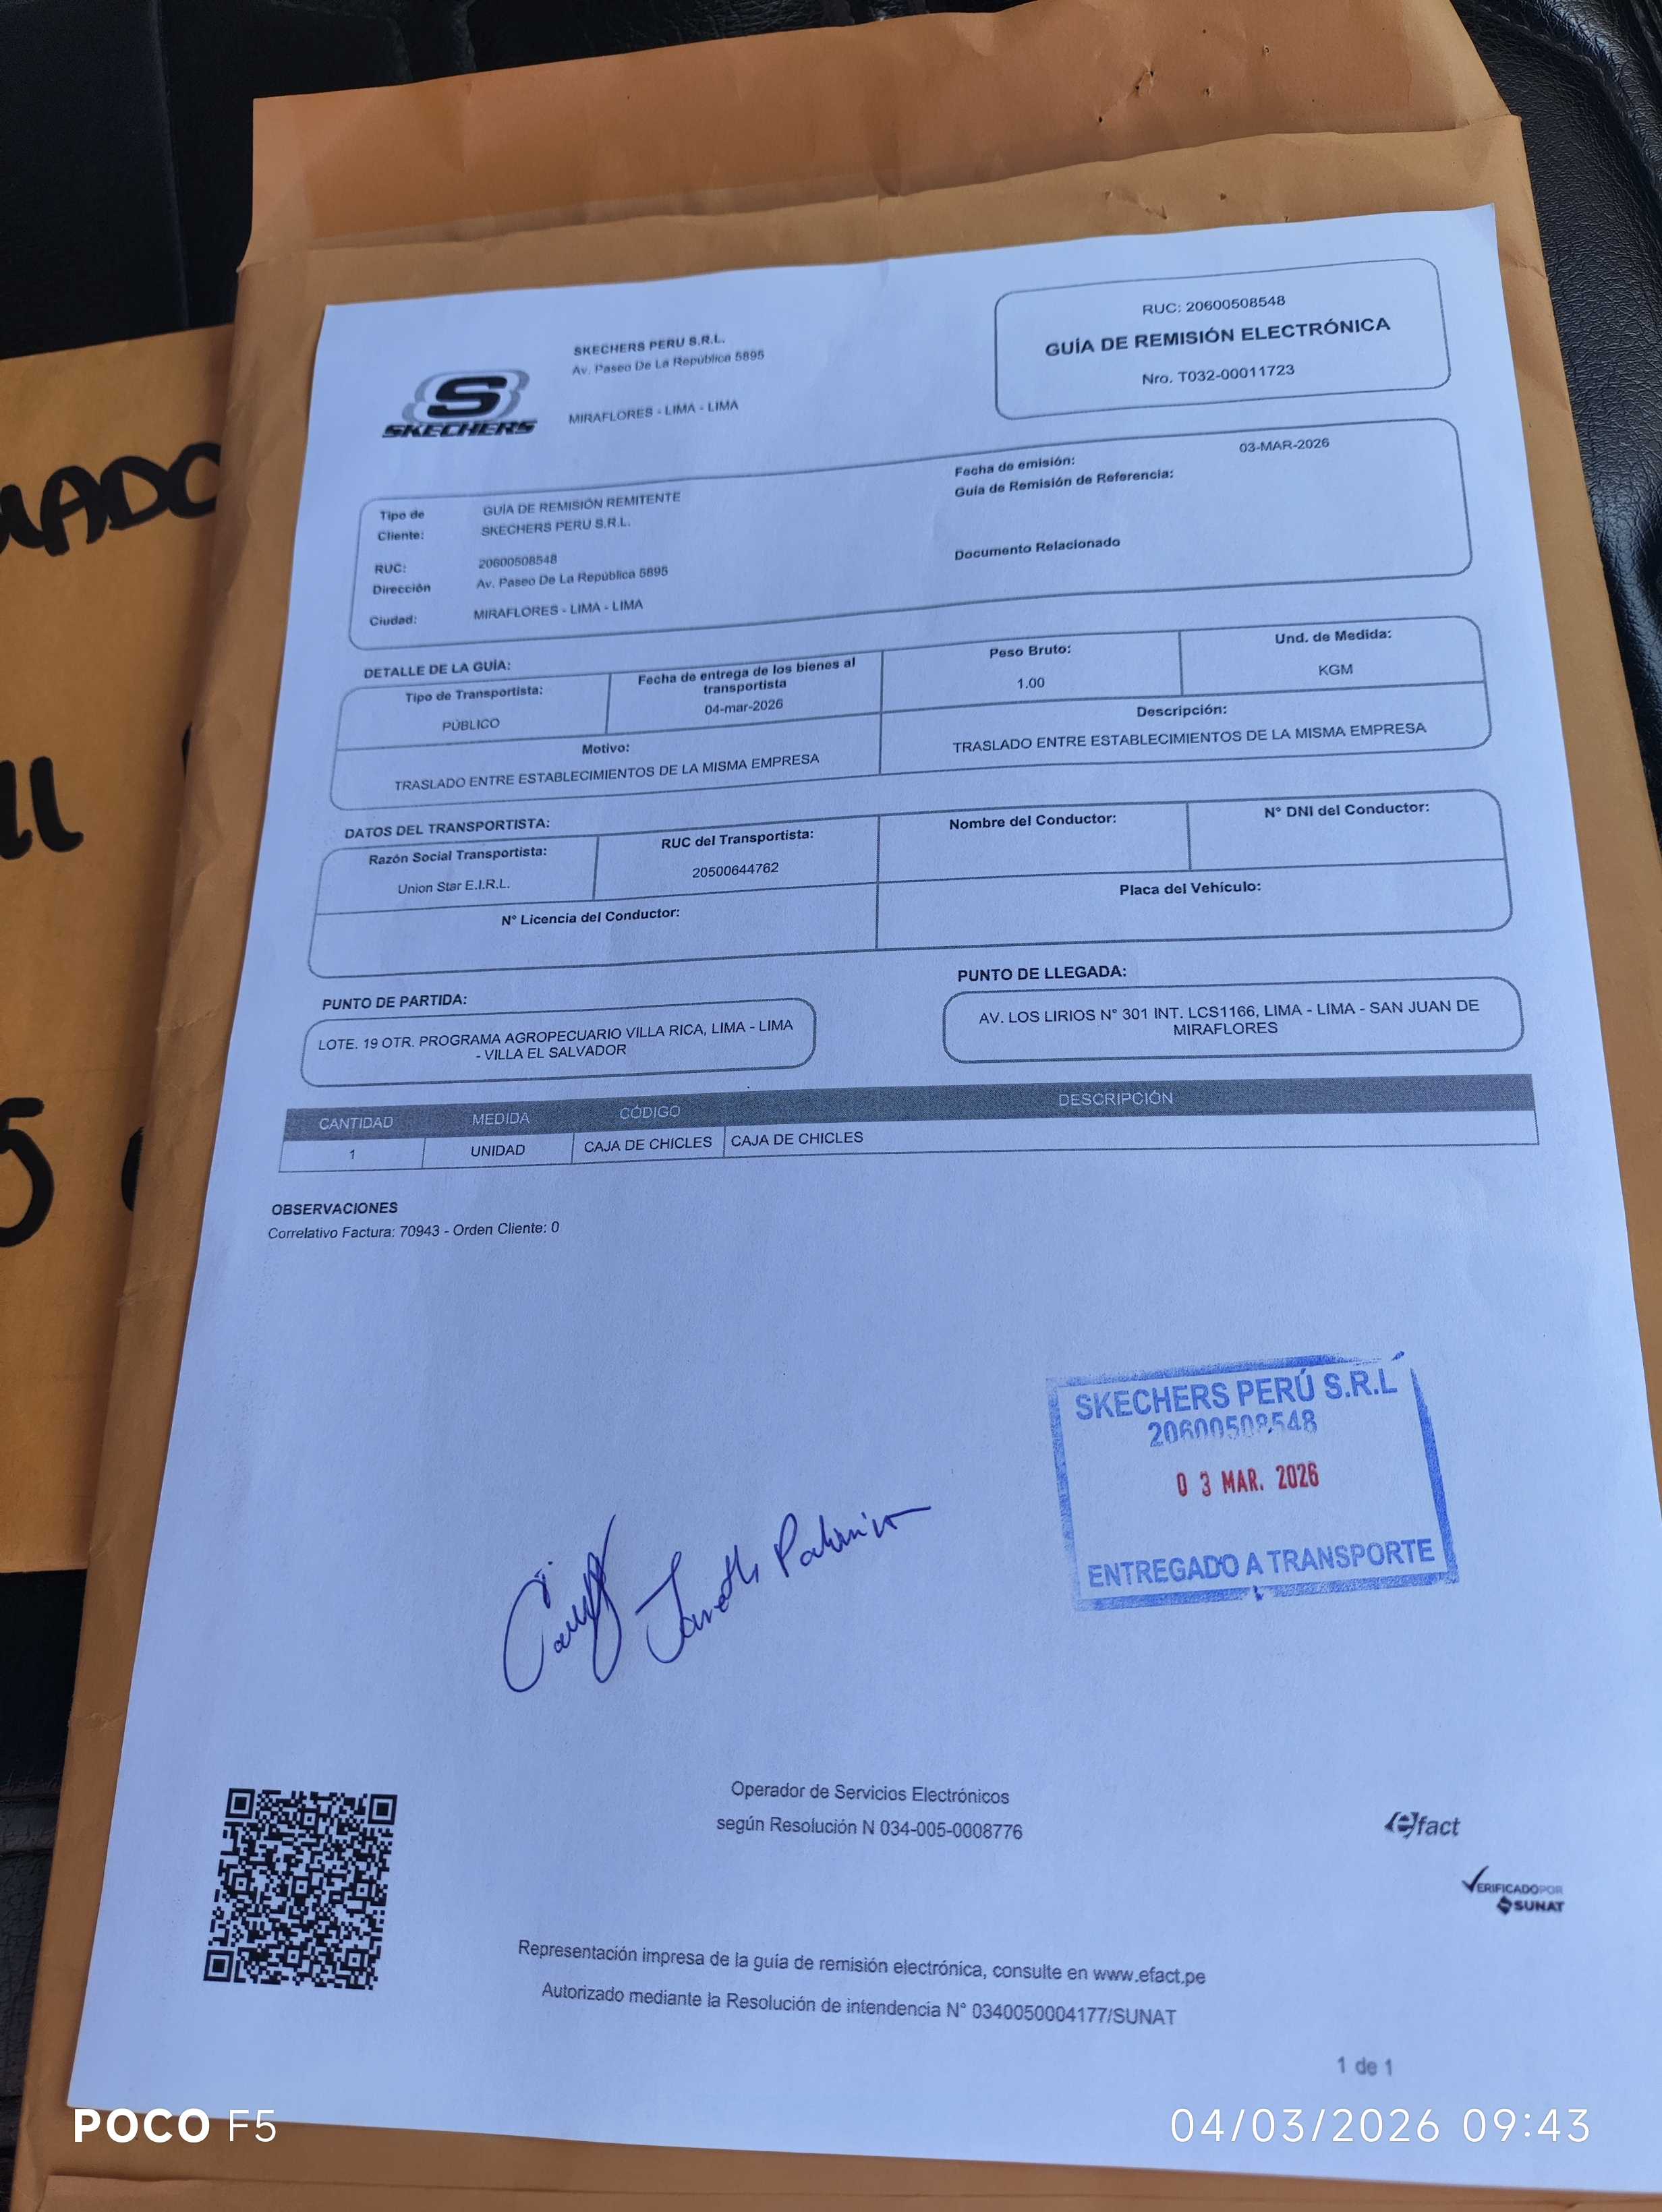 SKECHERS
SKECHERS PERU S.R.L.
Av. Paseo De La República 5895
MIRAFLORES - LIMA - LIMA
RUC: 20600508548
GUÍA DE REMISIÓN ELECTRÓNICA
Nro. T032-00011723
Tipo de GUÍA DE REMISIÓN REMITENTE
Cliente: SKECHERS PERU S.R.L.
RUC: 20600508548
Dirección Av. Paseo De La República 5895
Ciudad: MIRAFLORES - LIMA - LIMA
Fecha de emisión: 03-MAR-2026
Guía de Remisión de Referencia:
Documento Relacionado
DETALLE DE LA GUÍA:
Tipo de Transportista:
PÚBLICO
Fecha de entrega de los bienes al
transportista
04-mar-2026
Peso Bruto:
1.00
Und. de Medida:
KGM
Motivo:
TRASLADO ENTRE ESTABLECIMIENTOS DE LA MISMA EMPRESA
Descripción:
TRASLADO ENTRE ESTABLECIMIENTOS DE LA MISMA EMPRESA
DATOS DEL TRANSPORTISTA:
Razón Social Transportista:
Union Star E.I.R.L.
RUC del Transportista:
20500644762
Nombre del Conductor:
N° DNI del Conductor:
N° Licencia del Conductor:
Placa del Vehículo:
PUNTO DE PARTIDA:
LOTE. 19 OTR. PROGRAMA AGROPECUARIO VILLA RICA, LIMA - LIMA
- VILLA EL SALVADOR
PUNTO DE LLEGADA:
AV. LOS LIRIOS N° 301 INT. LCS1166, LIMA - LIMA - SAN JUAN DE
MIRAFLORES
CANTIDAD MEDIDA CÓDIGO DESCRIPCIÓN
1 UNIDAD CAJA DE CHICLES CAJA DE CHICLES
OBSERVACIONES
Correlativo Factura: 70943 - Orden Cliente: 0
SKECHERS PERÚ S.R.L
20600508548
03 MAR. 2026
ENTREGADO A TRANSPORTE
Operador de Servicios Electrónicos
según Resolución N 034-005-0008776
efact
VERIFICADO POR
SUNAT
Representación impresa de la guía de remisión electrónica, consulte en www.efact.pe
Autorizado mediante la Resolución de intendencia N° 0340050004177/SUNAT
1 de 1
POCO F5
04/03/2026 09:43